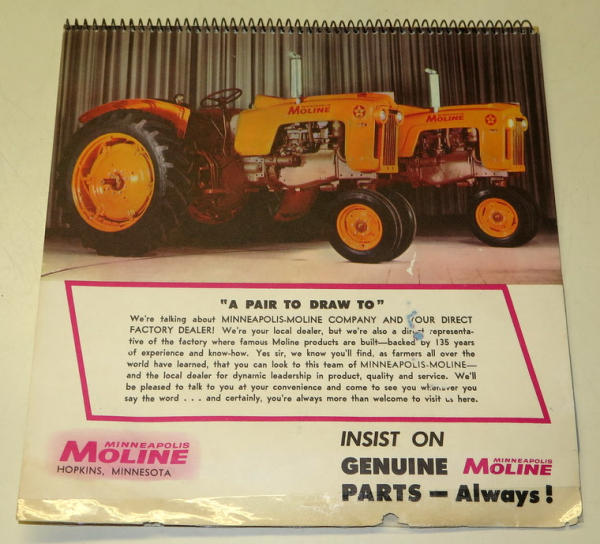 MINNEAPOLIS
MOLINE
MOLINE
"A PAIR TO DRAW TO"
We're talking about MINNEAPOLIS-MOLINE COMPANY AND YOUR DIRECT
FACTORY DEALER! We're your local dealer, but we're also a direct representa-
tive of the factory where famous Moline products are built—backed by 135 years
of experience and know-how. Yes sir, we know you'll find, as farmers all over the
world have learned, that you can look to this team of MINNEAPOLIS-MOLINE—
and the local dealer for dynamic leadership in product, quality and service. We'll
be pleased to talk to you at your convenience and come to see you whenever you
say the word . . . and certainly, you're always more than welcome to visit us here.
MINNEAPOLIS
MOLINE
HOPKINS, MINNESOTA
INSIST ON
GENUINE MINNEAPOLIS MOLINE
PARTS — Always!